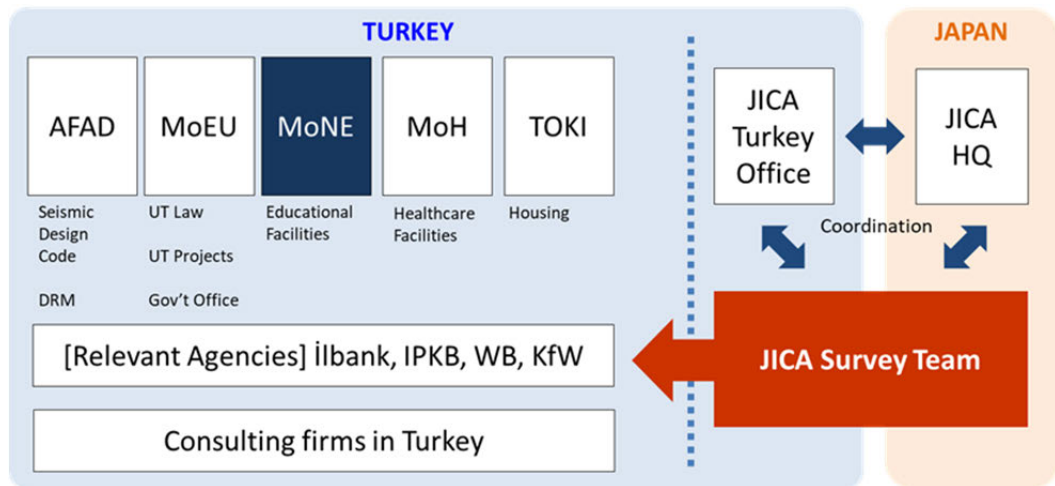 TURKEY
JAPAN
AFAD
MoEU
MoNE
MoH
TOKI
JICA
Turkey
Office
JICA
HQ
Seismic
Design
Code
DRM
UT Law
UT Projects
Gov't Office
Educational
Facilities
Healthcare
Facilities
Housing
Coordination
[Relevant Agencies] İlbank, IPKB, WB, KfW
JICA Survey Team
Consulting firms in Turkey